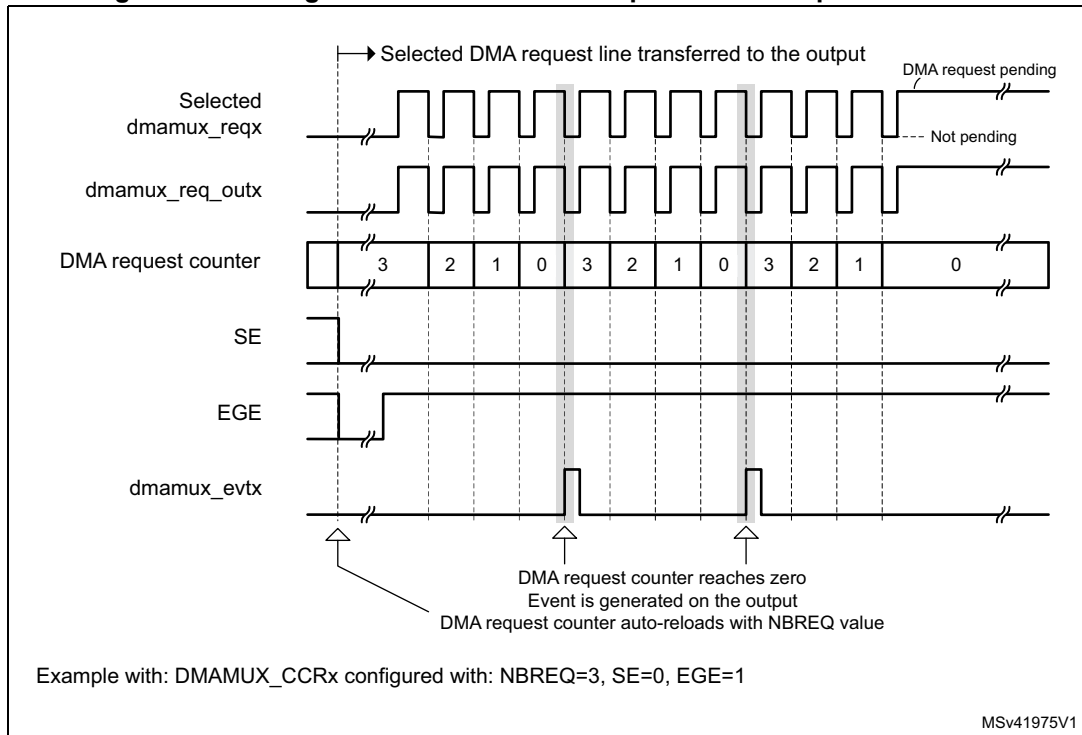 Selected DMA request line transferred to the output
DMA request pending
Selected
dmamux_reqx
Not pending
dmamux_req_outx
DMA request counter
3 2 1 0 3 2 1 0 3 2 1 0
SE
EGE
dmamux_evtx
DMA request counter reaches zero
Event is generated on the output
DMA request counter auto-reloads with NBREQ value
Example with: DMAMUX_CCRx configured with: NBREQ=3, SE=0, EGE=1
MSv41975V1